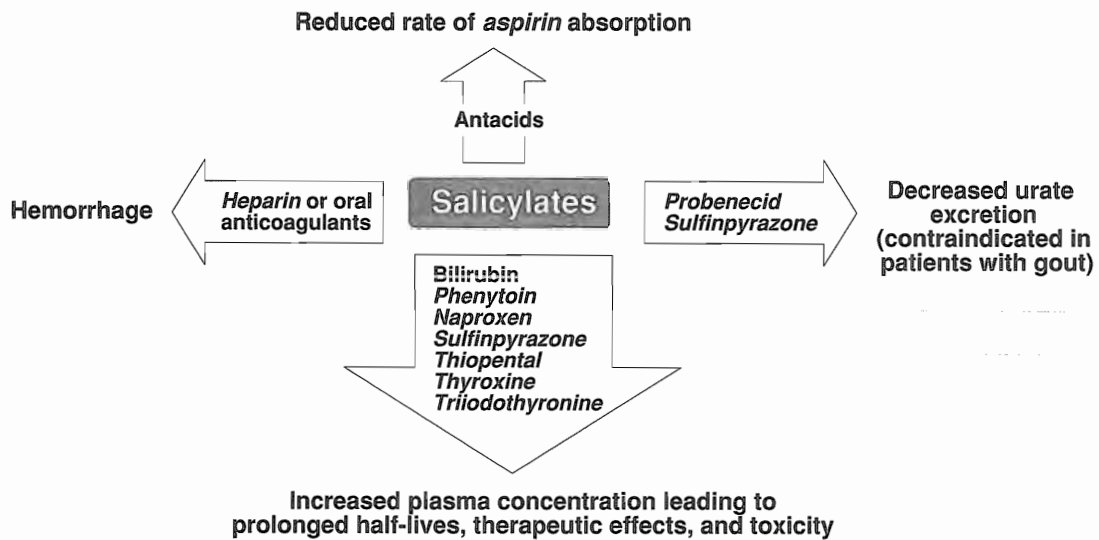 Reduced rate of aspirin absorption
Antacids
Hemorrhage
Heparin or oral
anticoagulants
Salicylates
Probenecid
Sulfinpyrazone
Decreased urate
excretion
(contraindicated in
patients with gout)
Bilirubin
Phenytoin
Naproxen
Sulfinpyrazone
Thiopental
Thyroxine
Triiodothyronine
Increased plasma concentration leading to
prolonged half-lives, therapeutic effects, and toxicity